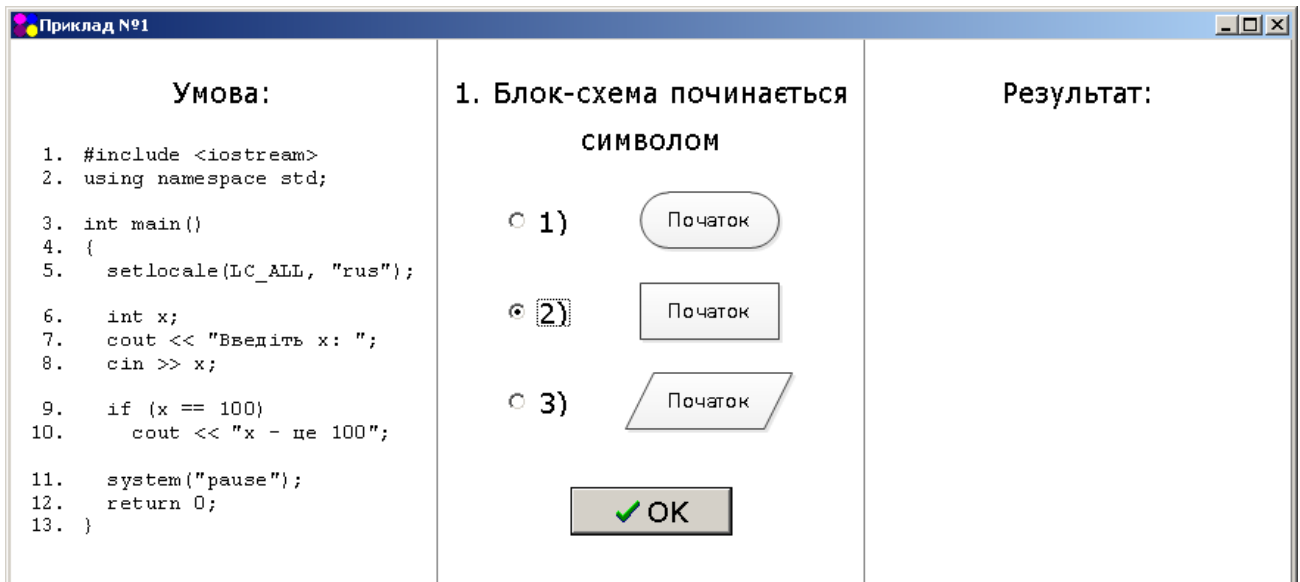 Приклад №1
Умова:
1. #include <iostream>
2. using namespace std;
3. int main()
4. {
5. setlocale(LC_ALL, "rus");
6. int x;
7. cout << "Введіть x: ";
8. cin >> x;
9. if (x == 100)
10. cout << "x - це 100";
11. system("pause");
12. return 0;
13. }
1. Блок-схема починається
символом
1) Початок
2) Початок
3) Початок
OK
Результат: